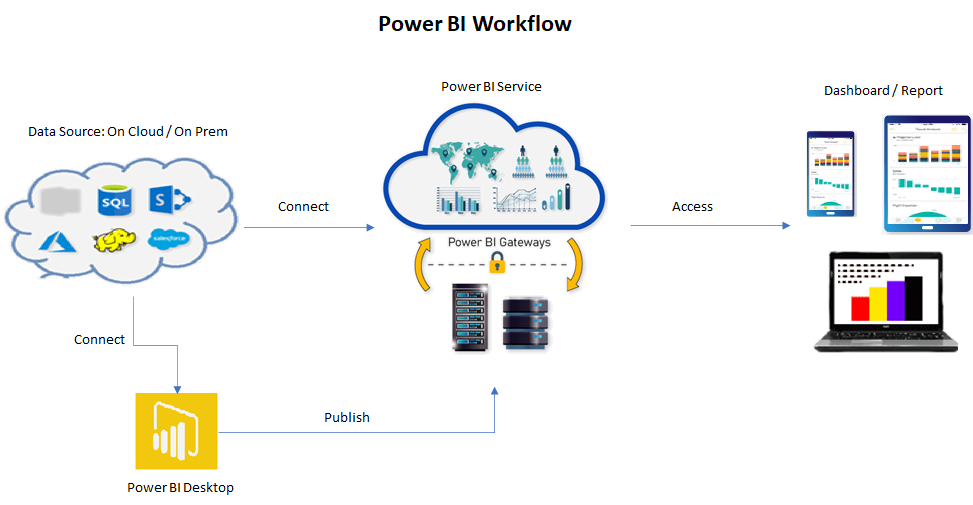 Power BI Workflow
Power BI Service
Dashboard / Report
Data Source: On Cloud / On Prem
SQL
S
salesforce
Connect
Access
Power BI Gateways
Connect
Publish
Power BI Desktop